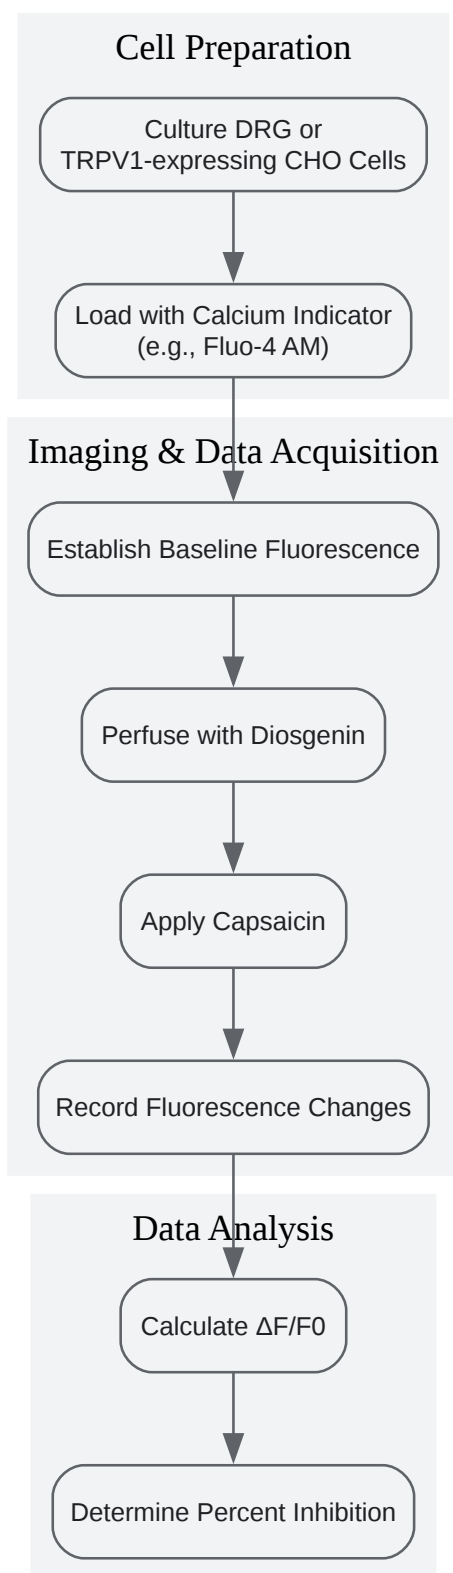 Cell Preparation
Culture DRG or
TRPV1-expressing CHO Cells
Load with Calcium Indicator
(e.g., Fluo-4 AM)
Imaging & Data Acquisition
Establish Baseline Fluorescence
Perfuse with Diosgenin
Apply Capsaicin
Record Fluorescence Changes
Data Analysis
Calculate ΔF/F0
Determine Percent Inhibition